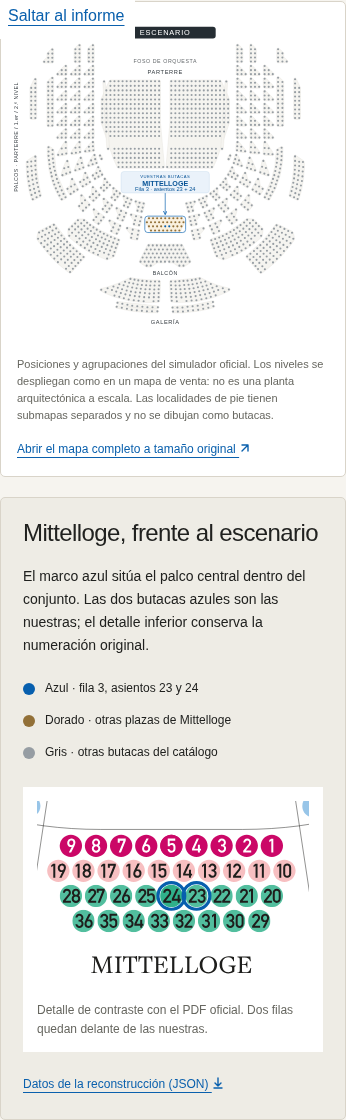 Saltar al informe
ESCENARIO
FOSO DE ORQUESTA
PARTERRE
PALCOS · PARTERRE / 1.er / 2.º NIVEL
VUESTRAS BUTACAS
MITTELLOGE
Fila 3 · asientos 23 + 24
BALCÓN
GALERÍA
Posiciones y agrupaciones del simulador oficial. Los niveles se
despliegan como en un mapa de venta: no es una planta
arquitectónica a escala. Las localidades de pie tienen
submapas separados y no se dibujan como butacas.
Abrir el mapa completo a tamaño original
Mittelloge, frente al escenario
El marco azul sitúa el palco central dentro del
conjunto. Las dos butacas azules son las
nuestras; el detalle inferior conserva la
numeración original.
Azul · fila 3, asientos 23 y 24
Dorado · otras plazas de Mittelloge
Gris · otras butacas del catálogo
9 8 7 6 5 4 3 2 1
19 18 17 16 15 14 13 12 11 10
28 27 26 25 24 23 22 21 20
36 35 34 33 32 31 30 29
MITTELLOGE
Detalle de contraste con el PDF oficial. Dos filas
quedan delante de las nuestras.
Datos de la reconstrucción (JSON)